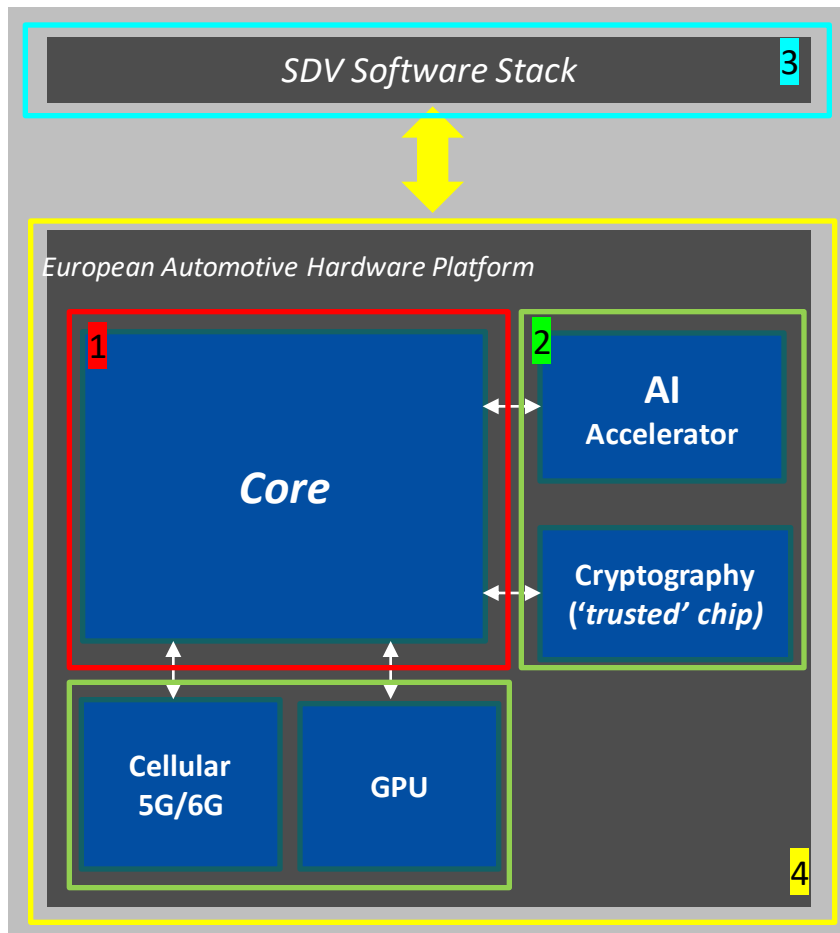 SDV Software Stack
3
European Automotive Hardware Platform
1
2
Core
AI
Accelerator
Cryptography
(‘trusted’ chip)
Cellular
5G/6G
GPU
4